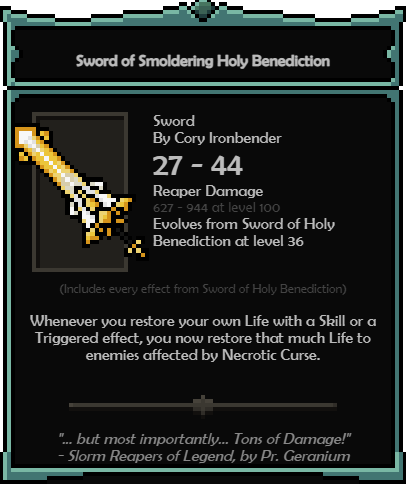 Sword of Smoldering Holy Benediction
Sword
By Cory Ironbender
27 - 44
Reaper Damage
627 - 944 at level 100
Evolves from Sword of Holy
Benediction at level 36
(Includes every effect from Sword of Holy Benediction)
Whenever you restore your own Life with a Skill or a
Triggered effect, you now restore that much Life to
enemies affected by Necrotic Curse.
"... but most importantly... Tons of Damage!"
- Slorm Reapers of Legend, by Pr. Geranium